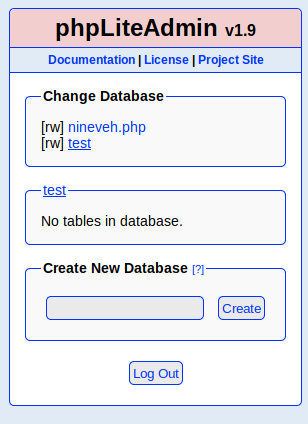 phpLiteAdmin v1.9
Documentation | License | Project Site
Change Database
[rw] nineveh.php
[rw] test
test
No tables in database.
Create New Database [?]
Create
Log Out